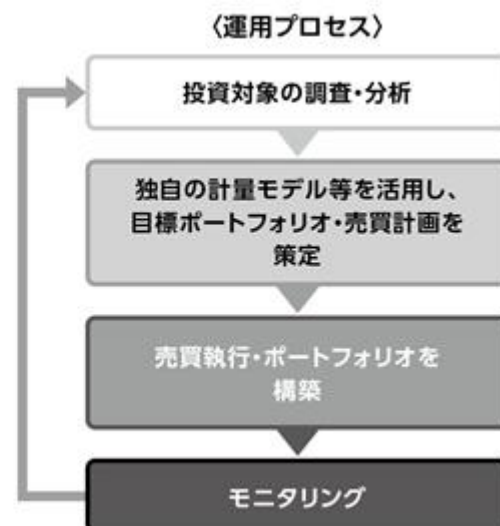 〈運用プロセス〉
投資対象の調査・分析
独自の計量モデル等を活用し、
目標ポートフォリオ・売買計画を
策定
売買執行・ポートフォリオを
構築
モニタリング